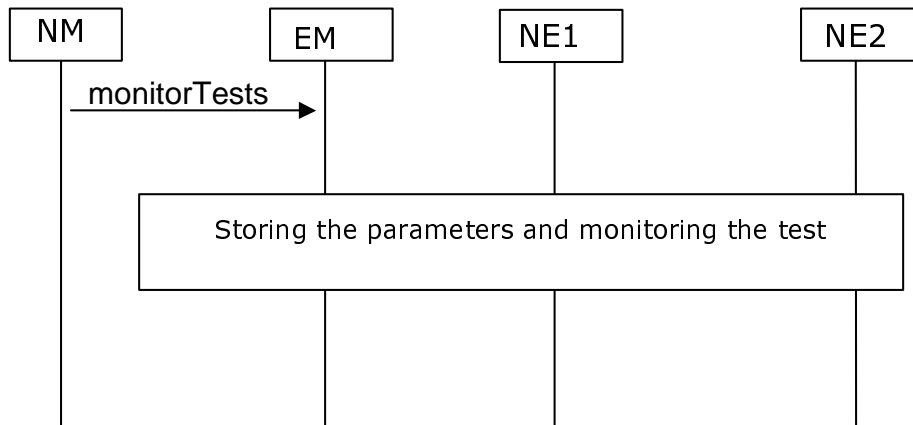 NM
EM
NE1
NE2
monitorTests
Storing the parameters and monitoring the test